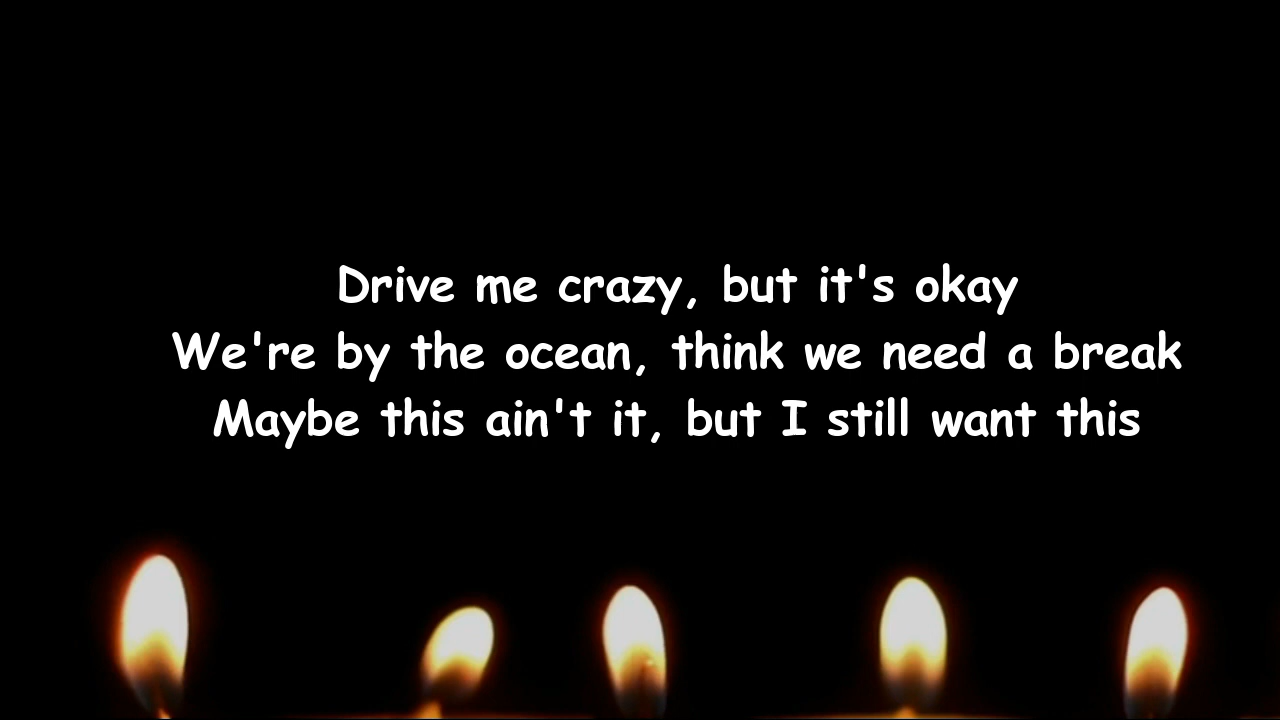 Drive me crazy, but it's okay
We're by the ocean, think we need a break
Maybe this ain't it, but I still want this